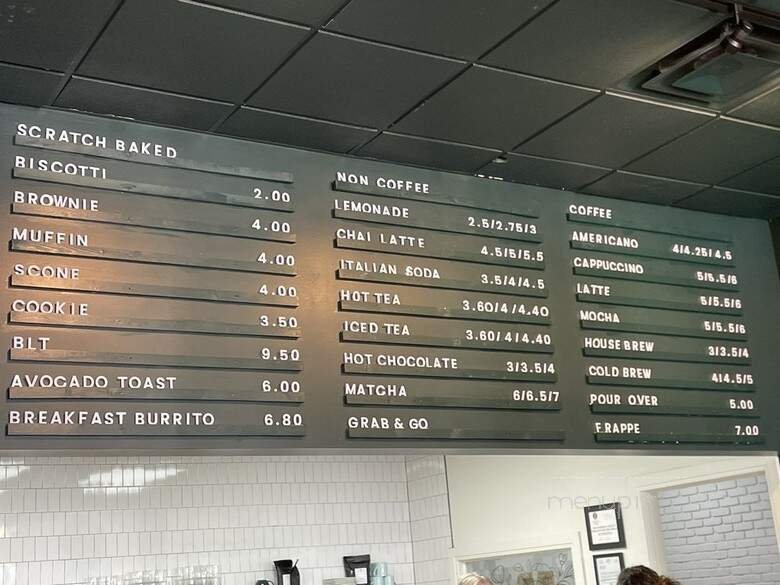 SCRATCH BAKED
BISCOTTI 2.00
BROWNIE 4.00
MUFFIN 4.00
SCONE 4.00
COOKIE 3.50
BLT 9.50
AVOCADO TOAST 6.00
BREAKFAST BURRITO 6.80
NON COFFEE
LEMONADE 2.5/2.75/3
CHAI LATTE 4.5/5/5.5
ITALIAN SODA 3.5/4/4.5
HOT TEA 3.60/4/4.40
ICED TEA 3.60/4/4.40
HOT CHOCOLATE 3/3.5/4
MATCHA 6/6.5/7
GRAB & GO
COFFEE
AMERICANO 4/4.25/4.5
CAPPUCCINO 5/5.5/6
LATTE 5/5.5/6
MOCHA 5/5.5/6
HOUSE BREW 3/3.5/4
COLD BREW 4/4.5/5
POUR OVER 5.00
FRAPPE 7.00